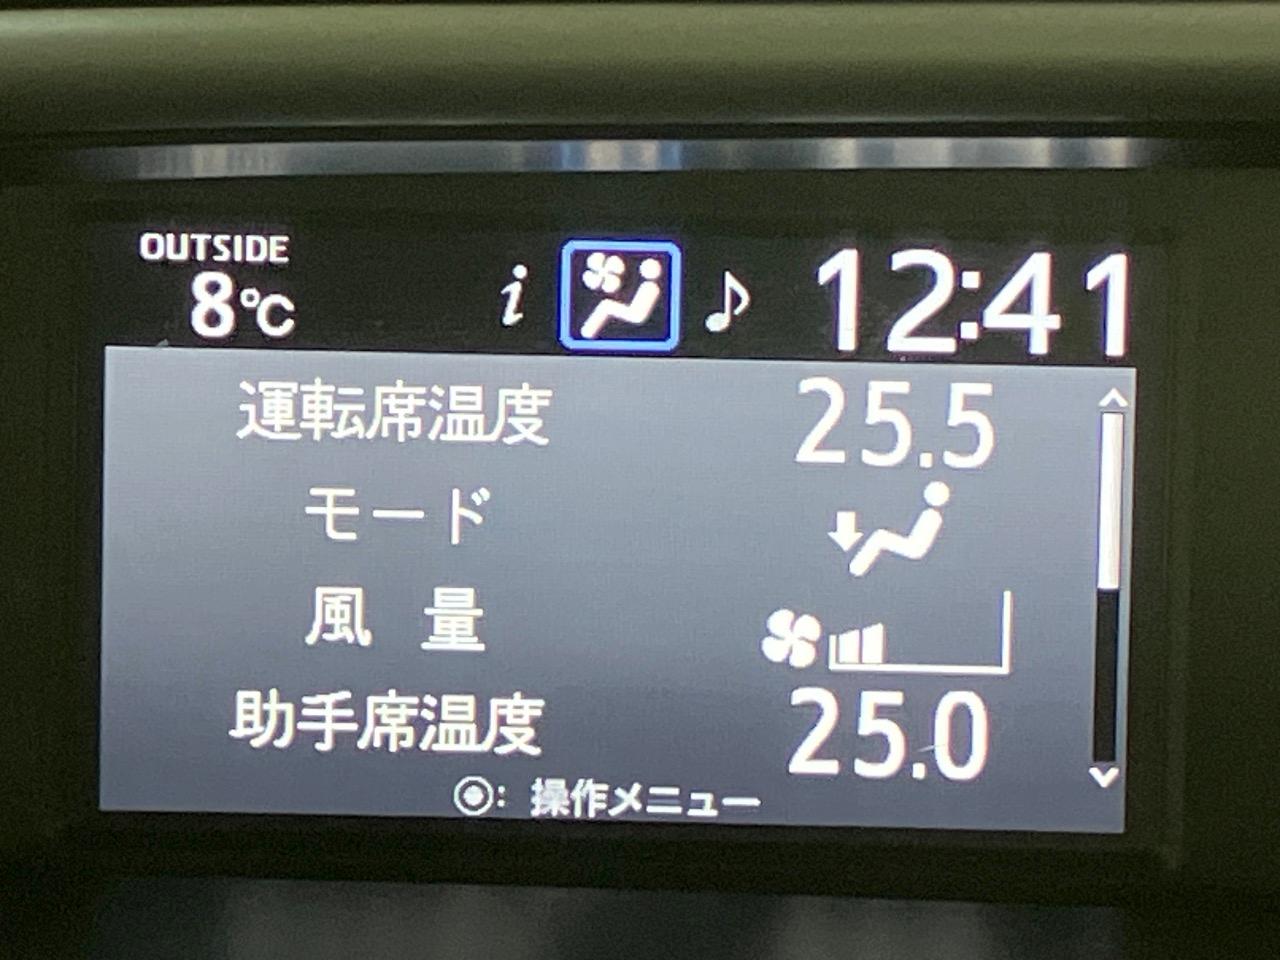 OUTSIDE
8℃
i
12:41
運転席温度 25.5
モード
風 量
助手席温度 25.0
◉: 操作メニュー